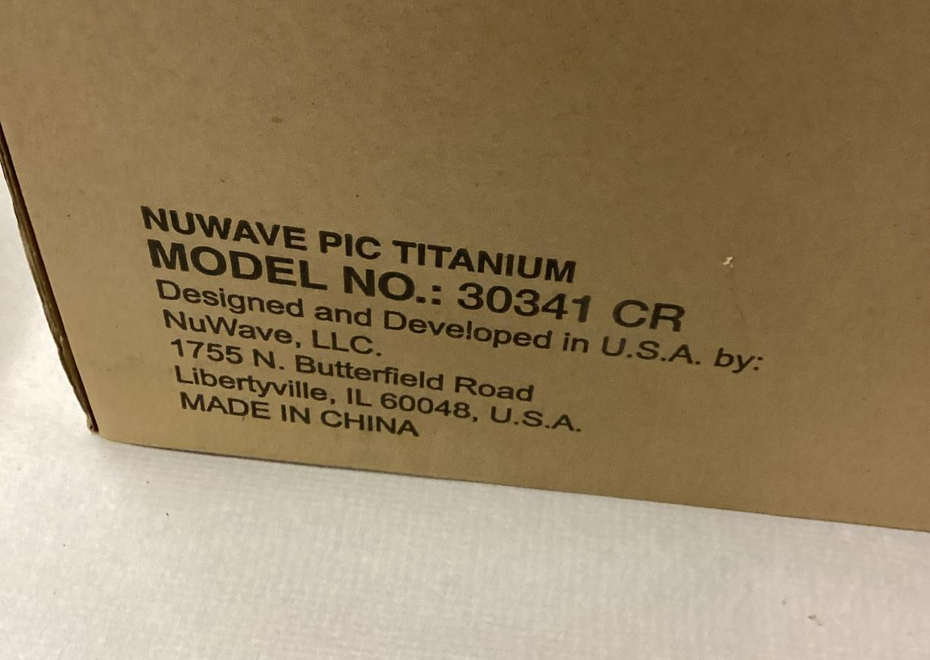 NUWAVE PIC TITANIUM
MODEL NO.: 30341 CR
Designed and Developed in U.S.A. by:
NuWave, LLC.
1755 N. Butterfield Road
Libertyville, IL 60048, U.S.A.
MADE IN CHINA